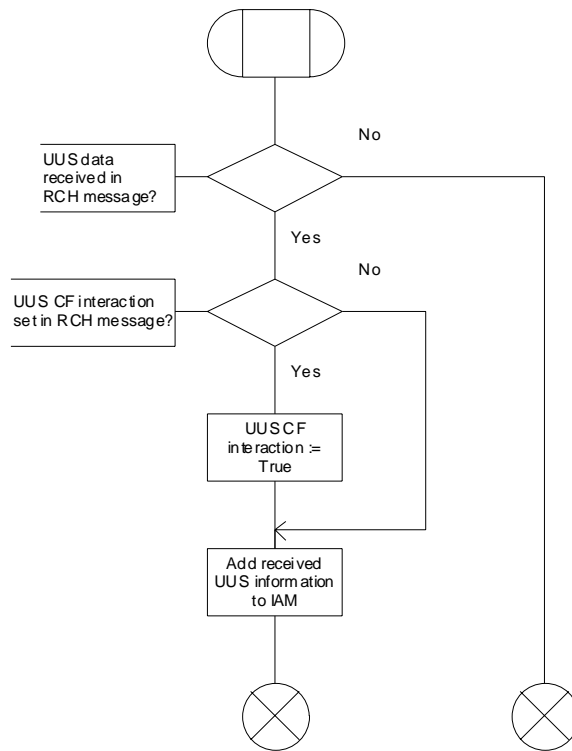 No
UUS data
received in
RCH message?
Yes
No
UUS CF interaction
set in RCH message?
Yes
UUS CF
interaction :=
True
Add received
UUS information
to IAM